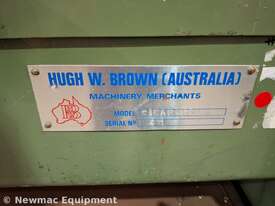 HUGH W. BROWN (AUSTRALIA)
MACHINERY MERCHANTS
MODEL
SERIAL Nº
© Newmac Equipment